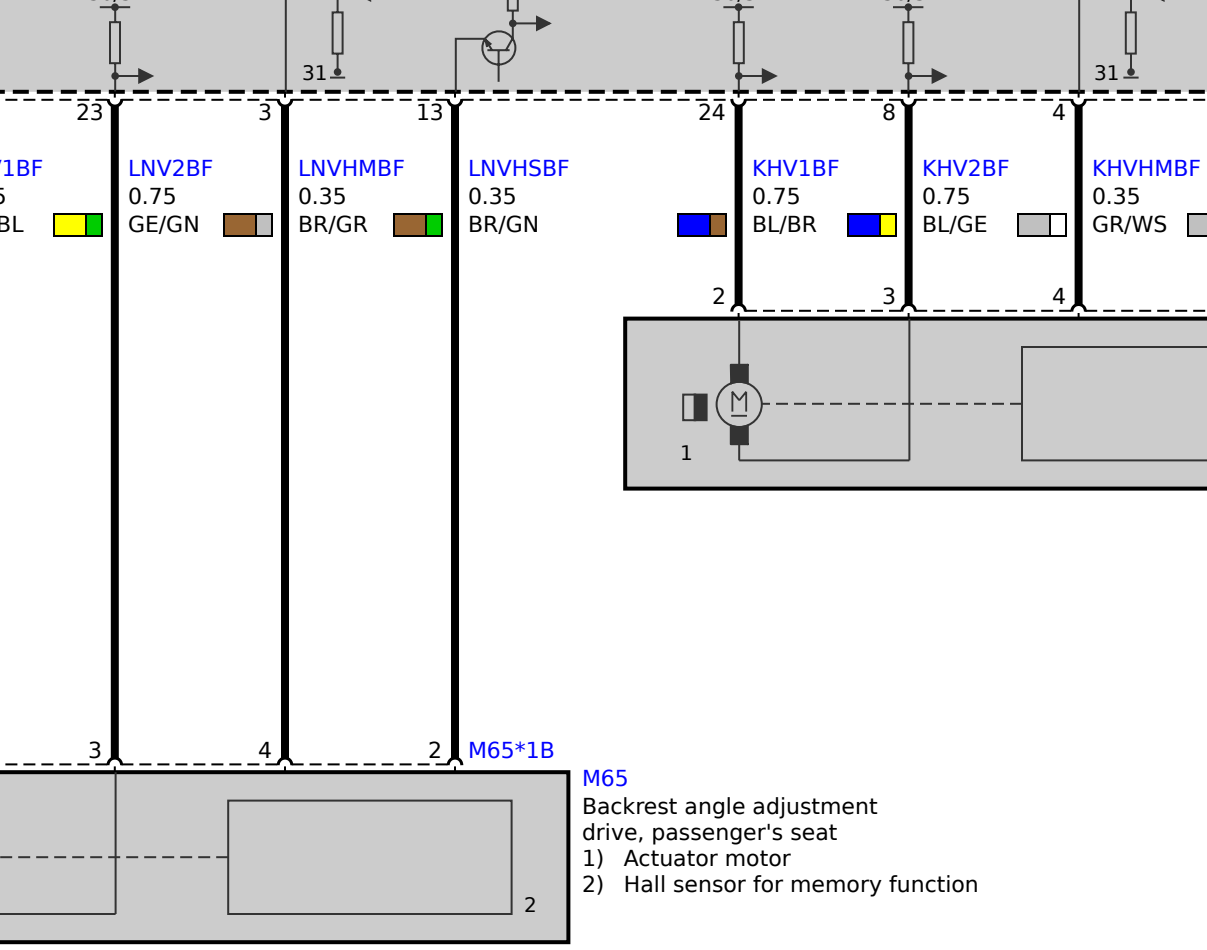 31
31
23
3
13
24
8
4
1BF
LNV2BF
LNVHMBF
LNVHSBF
KHV1BF
KHV2BF
KHVHMBF
0.75
0.35
0.35
0.75
0.75
0.35
BL
GE/GN
BR/GR
BR/GN
BL/BR
BL/GE
GR/WS
2
3
4
M
1
3
4
2
M65*1B
M65
Backrest angle adjustment
drive, passenger's seat
1) Actuator motor
2) Hall sensor for memory function
2